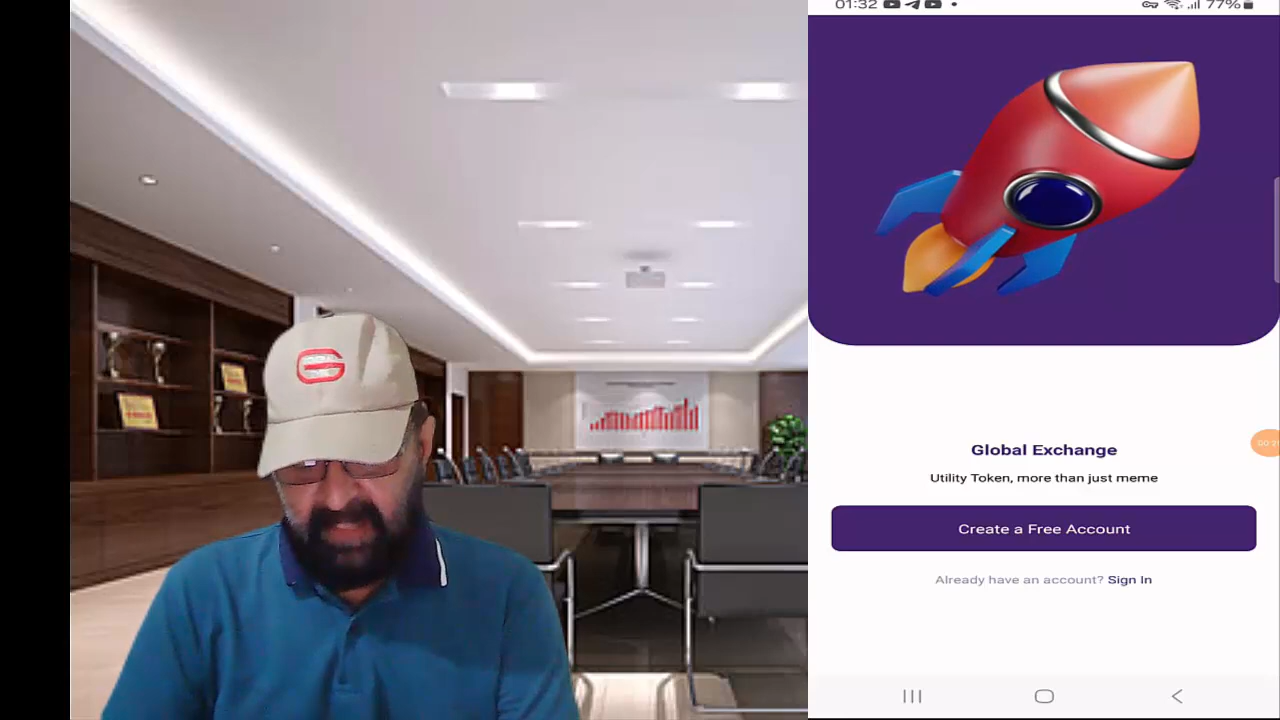 01:32
77%
Global Exchange
Utility Token, more than just meme
Create a Free Account
Already have an account? Sign In